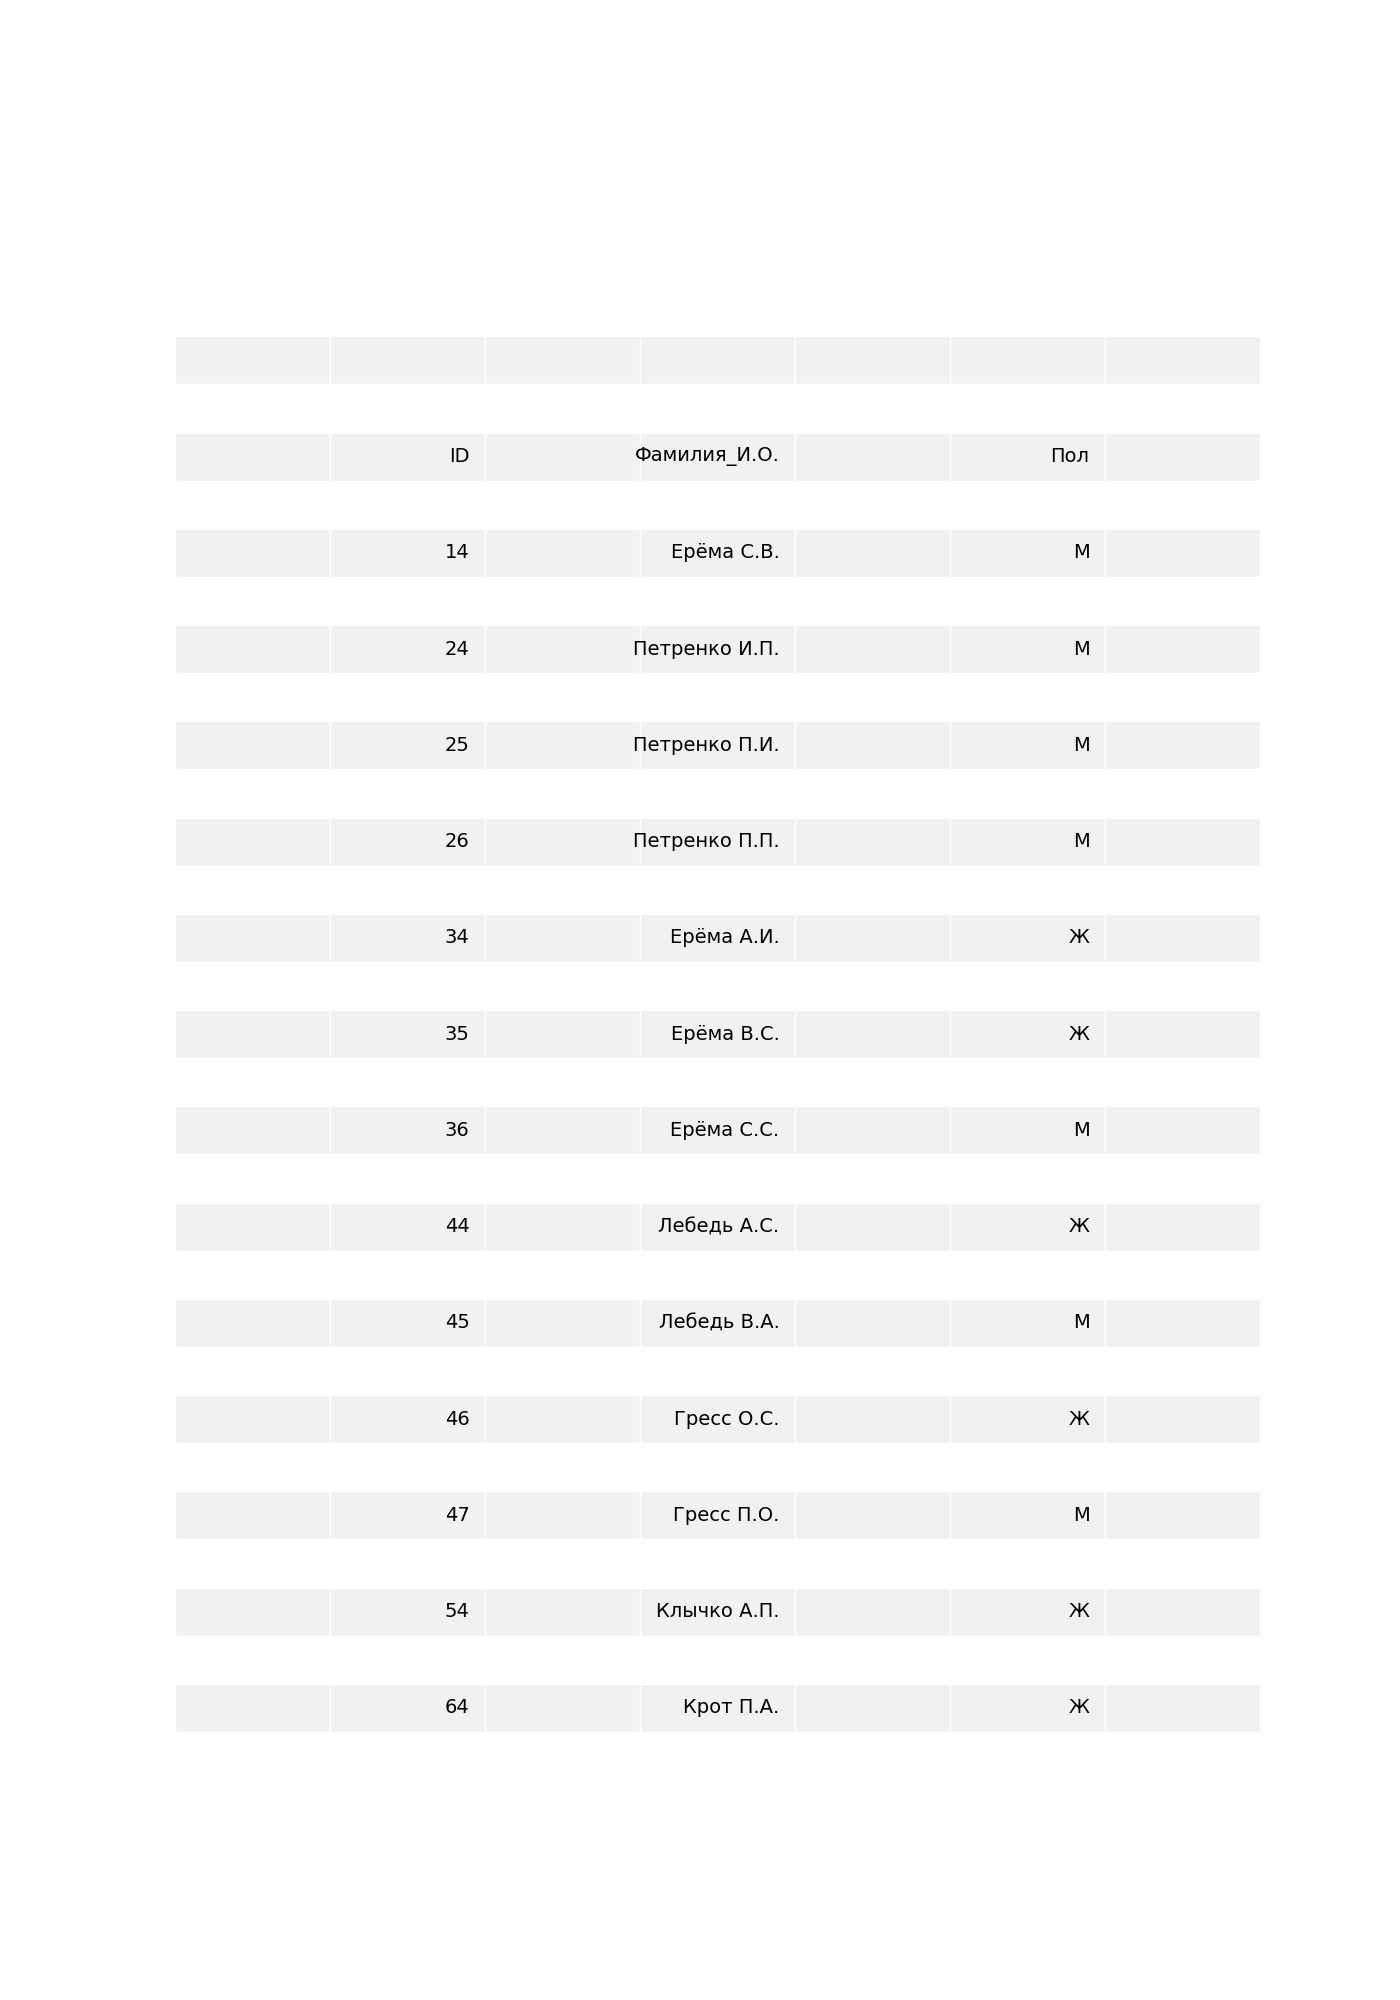 ID Фамилия_И.О. Пол
14 Ерёма С.В. М
24 Петренко И.П. М
25 Петренко П.И. М
26 Петренко П.П. М
34 Ерёма А.И. Ж
35 Ерёма В.С. Ж
36 Ерёма С.С. М
44 Лебедь А.С. Ж
45 Лебедь В.А. М
46 Гресс О.С. Ж
47 Гресс П.О. М
54 Клычко А.П. Ж
64 Крот П.А. Ж